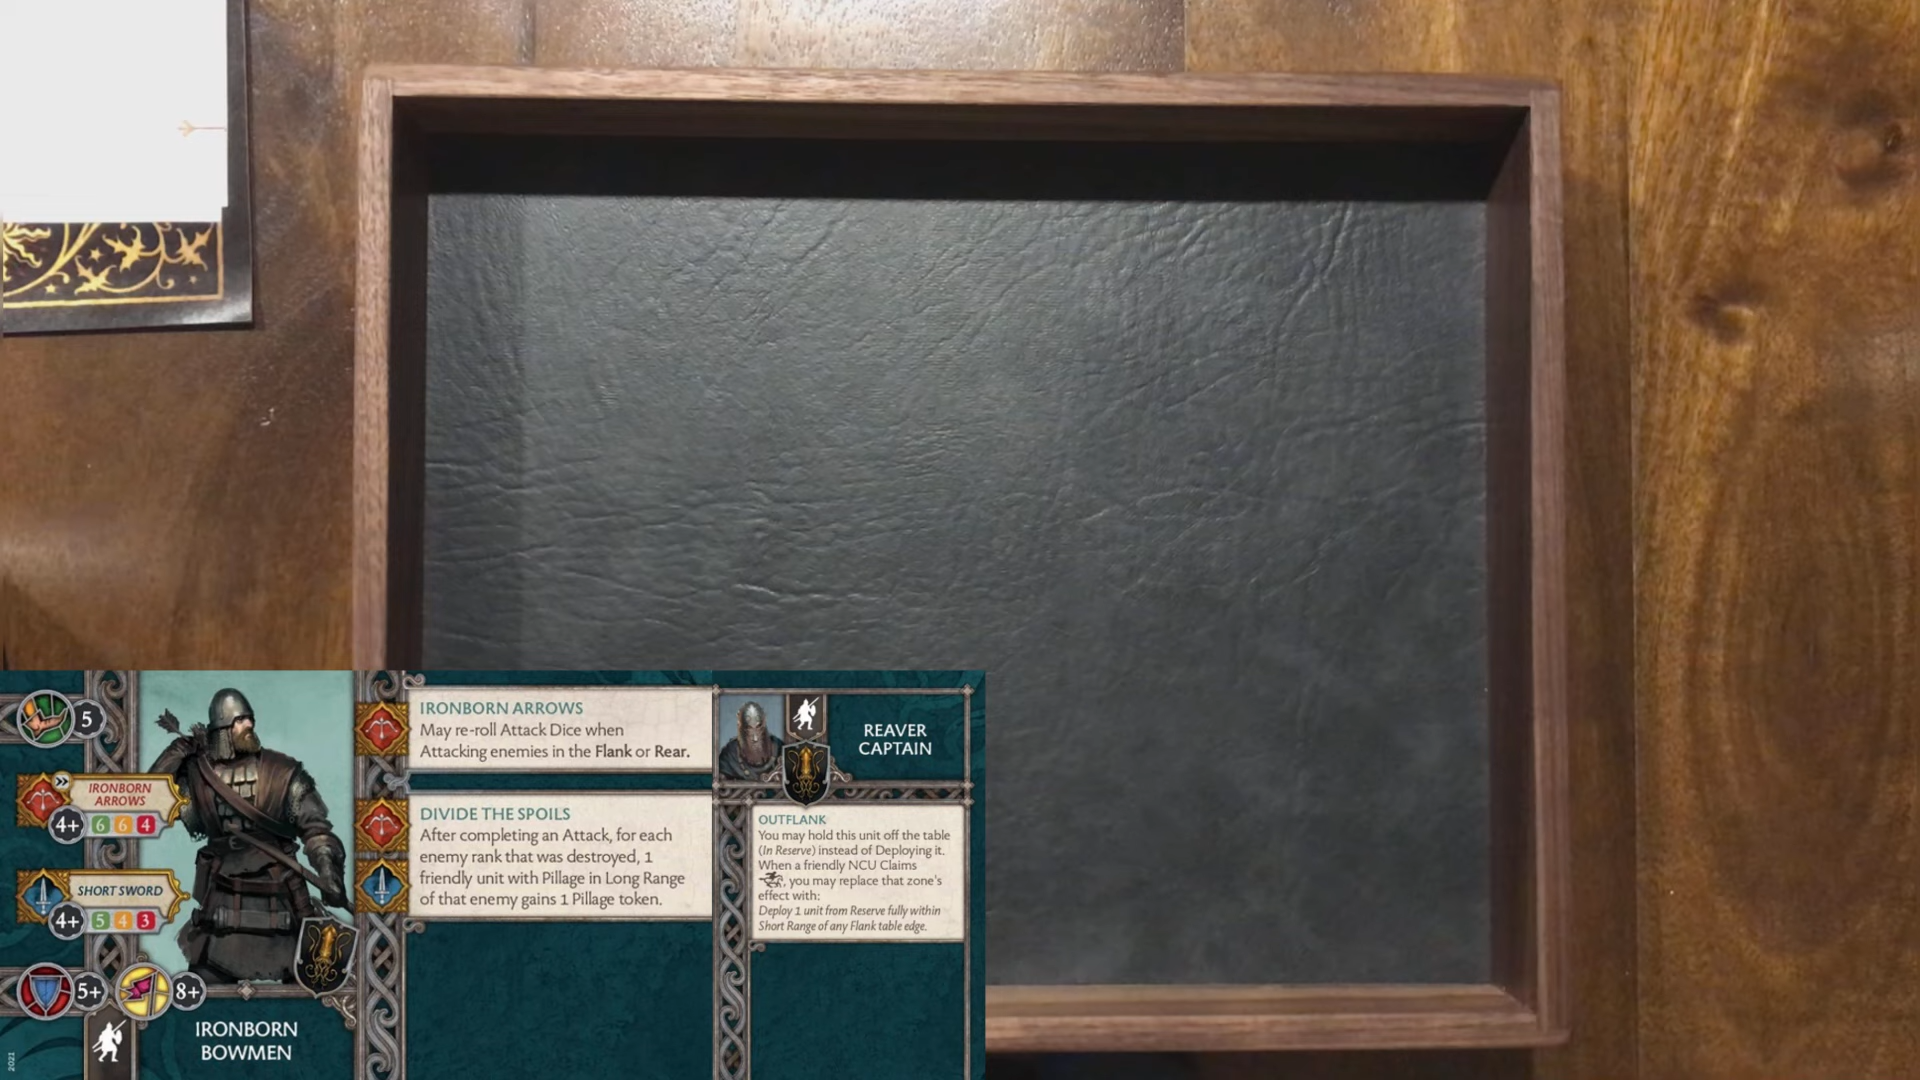 5
IRONBORN
ARROWS
4+ 6 6 4
SHORT SWORD
4+ 5 4 3
5+ 8+
IRONBORN
BOWMEN
2021
IRONBORN ARROWS
May re-roll Attack Dice when
Attacking enemies in the Flank or Rear.
DIVIDE THE SPOILS
After completing an Attack, for each
enemy rank that was destroyed, 1
friendly unit with Pillage in Long Range
of that enemy gains 1 Pillage token.
REAVER
CAPTAIN
OUTFLANK
You may hold this unit off the table
(In Reserve) instead of Deploying it.
When a friendly NCU Claims
, you may replace that zone's
effect with:
Deploy 1 unit from Reserve fully within
Short Range of any Flank table edge.